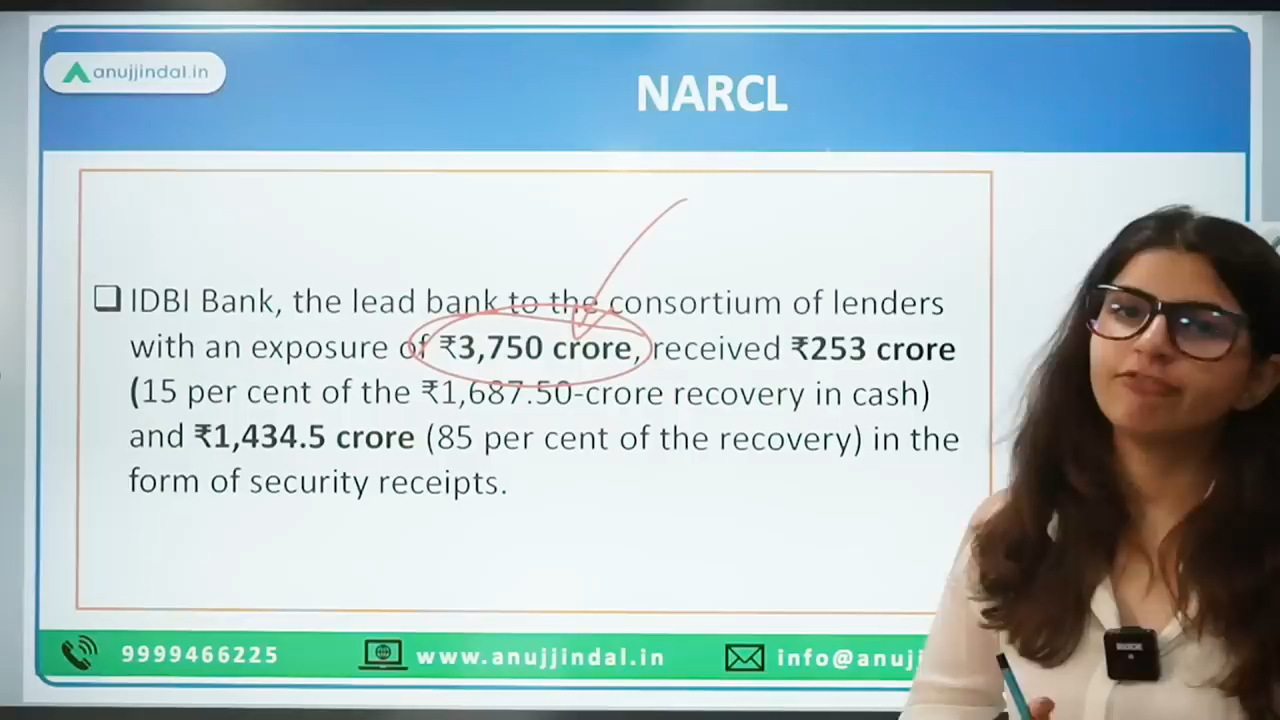 anujjindal.in
NARCL
IDBI Bank, the lead bank to the consortium of lenders
with an exposure of ₹3,750 crore, received ₹253 crore
(15 per cent of the ₹1,687.50-crore recovery in cash)
and ₹1,434.5 crore (85 per cent of the recovery) in the
form of security receipts.
9999466225 www.anujjindal.in info@anujj